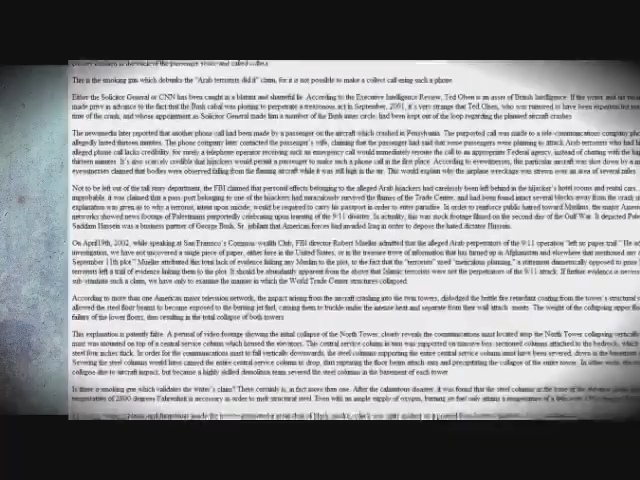 This is the smoking gun which debunks the "Arab terrorists did it" claim, for it is not possible to make a collect call using such a phone
Either the Solicitor General or CNN has been caught in a blatant and shameful lie. According to the Executive Intelligence Review, Ted Olsen is an asset of British Intelligence. If the
made privy in advance to the fact that the Bush cabal was plotting to perpetrate a treasonous act in September, 2001, it's very strange that Ted Olsen, who was rumored to have been
time of the crash, and whose appointment as Solicitor General made him a member of the Bush inner circle, had been kept out of the loop regarding the planned aircraft crashes
The newsmedia later reported that another phone call had been made by a passenger on the aircraft which crashed in Pennsylvania. The purported call was made to a tele-communications company
allegedly lasted thirteen minutes. The phone company later contacted the passenger's wife, claiming that the passenger had said that some passengers were planning to attack Arab terrorists who had
alleged phone call lacks credibility. For surely a telephone operator receiving such an emergency call would immediately reroute the call to an appropriate Federal agency, instead of chatting with the
thirteen minutes. It's also scarcely credible that hijackers would permit a passenger to make such a phone call in the first place. According to eyewitnesses, this particular aircraft was shot down by a
eyewitnesses claimed that bodies were observed falling from the flaming aircraft while it was still high in the air. This would explain why the airplane wreckage was strewn over an area of several miles
Not to be left out of the tall story department, the FBI claimed that personal effects belonging to the alleged Arab hijackers had carelessly been left behind in the hijacker's hotel rooms and rental cars.
improbable, it was claimed that a pass-port belonging to one of the hijackers had miraculously survived the flames of the Trade Center, and had been found intact several blocks away from the crash
explanation was given as to why a terrorist, intent upon suicide, would be required to carry his passport in order to enter paradise. In order to reinforce public hatred toward Muslims, the major
networks showed news footage of Palestinians purportedly celebrating upon learning of the 9/11 disaster. In actuality, this was stock footage filmed on the second day of the Gulf War. It depicted
Saddam Hussein was a business partner of George Bush, Sr. jubilant that American forces had invaded Iraq in order to depose the hated dictator Hussein.
On April 19th, 2002, while speaking at San Francisco's Common-wealth Club, FBI director Robert Mueller admitted that the alleged Arab perpetrators of the 9/11 operation "left no paper trail." He
investigation, we have not uncovered a single piece of paper, either here in the United States, or in the treasure trove of information that has turned up in Afghanistan and elsewhere that mentioned any
September 11th plot." Mueller attributed the total lack of evidence linking any Muslim to the plot, to the fact that the "terrorists" used "meticulous planning," a statement diametrically opposed to
terrorists left a trail of evidence linking them to the plot. It should be abundantly apparent from the above that Islamic terrorists were not the perpetrators of the 9/11 attack. If further evidence is
sub-stantiate such a claim, we have only to examine the manner in which the World Trade Center structures collapsed.
According to more than one American major television network, the impact arising from the aircraft crashing into the twin towers, dislodged the brittle fire retardant coating from the tower's structural
allowed the steel floor beams to become exposed to the burning jet fuel, causing them to buckle under the intense heat and separate from their wall attach-ments. The weight of the collapsing upper
failure of the lower floors, thus resulting in the total collapse of both towers
This explanation is patently false. A perusal of video footage showing the initial collapse of the North Tower, clearly reveals the communications mast located atop the North Tower collapsing
mast was mounted on top of a central service column which housed the elevators. This central service column in turn was supported on massive box-sectioned columns attached to the bedrock, which
steel four inches thick. In order for the communications mast to fall vertically downwards, the steel columns supporting the entire central service column must have been severed, down in the
Severing the steel columns would have caused the entire central service column to drop, thus rupturing the floor beam attach-ments and precipitating the collapse of the entire tower. In other words,
collapse due to aircraft impact, but because a highly skilled demolition team severed the steel columns in the basement of each tower
Is there a smoking gun which validates the writer's claim? There certainly is, in fact more than one. After the calamitous disaster, it was found that the steel columns
temperature of 2800 degrees Fahrenheit is necessary in order to melt structural steel. Even with an ample supply of oxygen, burning jet fuel only attains a temperature of